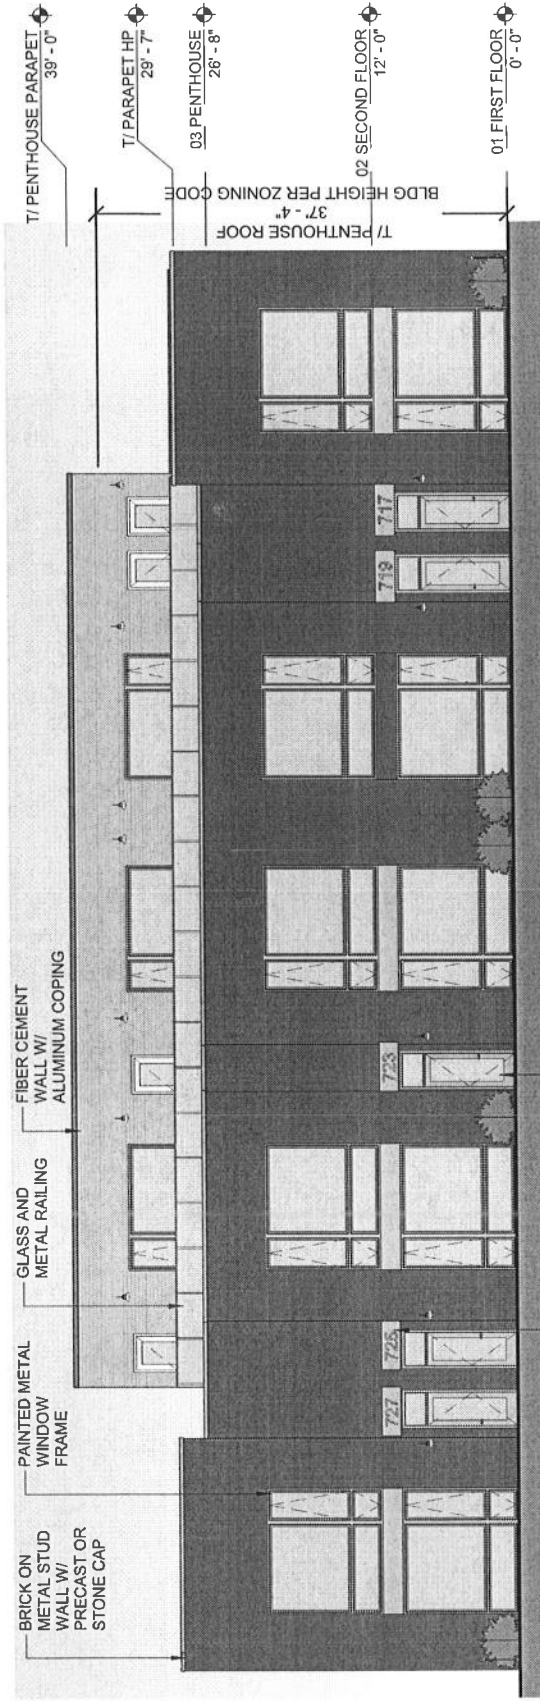 BRICK ON
METAL STUD
WALL W/
PRECAST OR
STONE CAP
PAINTED METAL
WINDOW
FRAME
GLASS AND
METAL RAILING
FIBER CEMENT
WALL W/
ALUMINUM COPING
T/ PENTHOUSE PARAPET
39' - 0"
T/ PARAPET HP
29' - 7"
03 PENTHOUSE
26' - 8"
02 SECOND FLOOR
12' - 0"
01 FIRST FLOOR
0' - 0"
T/ PENTHOUSE ROOF
37' - 4"
BLDG HEIGHT PER ZONING CODE
727
725
723
719
717